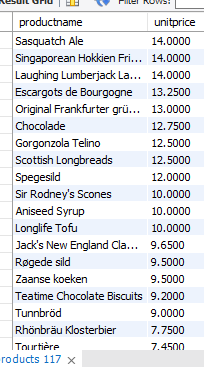 Result Grid Filter Rows:
productname unitprice
Sasquatch Ale 14.0000
Singaporean Hokkien Fri... 14.0000
Laughing Lumberjack La... 14.0000
Escargots de Bourgogne 13.2500
Original Frankfurter grü... 13.0000
Chocolade 12.7500
Gorgonzola Telino 12.5000
Scottish Longbreads 12.5000
Spegesild 12.0000
Sir Rodney's Scones 10.0000
Aniseed Syrup 10.0000
Longlife Tofu 10.0000
Jack's New England Cla... 9.6500
Røgede sild 9.5000
Zaanse koeken 9.5000
Teatime Chocolate Biscuits 9.2000
Tunnbröd 9.0000
Rhönbräu Klosterbier 7.7500
Tourtière 7.4500
products 117 ×